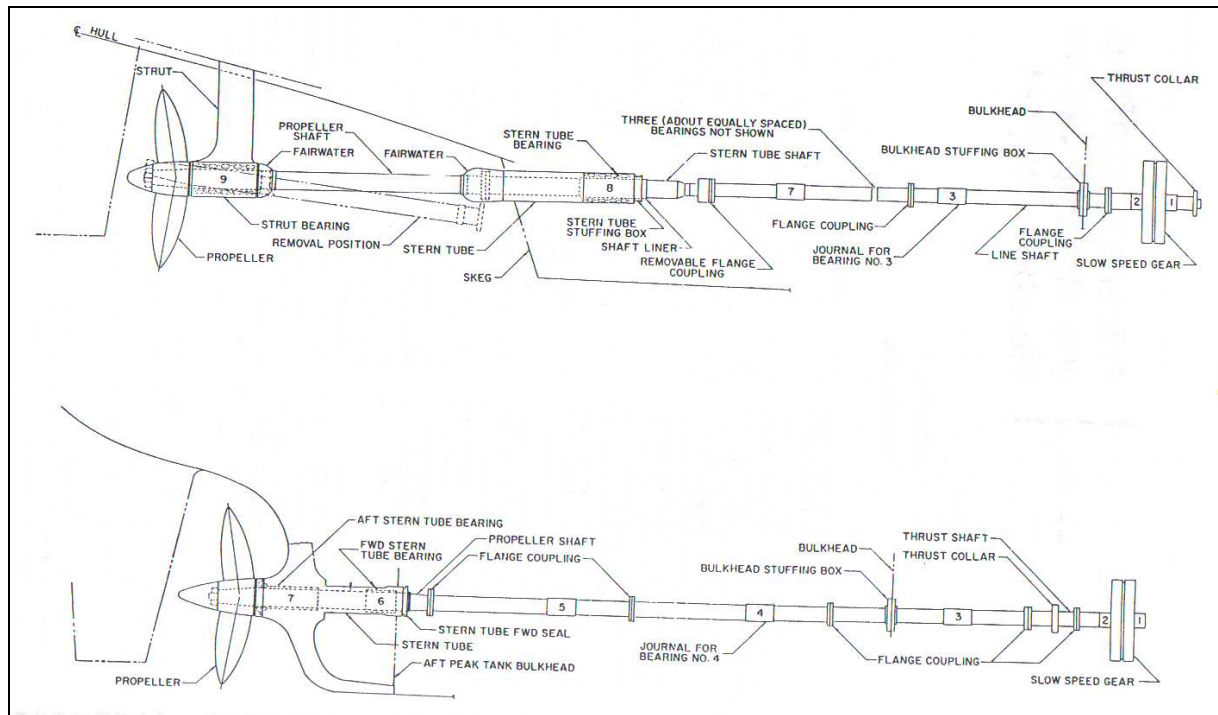 ℄ HULL
STRUT
THRUST COLLAR
BULKHEAD
THREE (ABOUT EQUALLY SPACED)
BEARINGS NOT SHOWN
PROPELLER
SHAFT
STERN TUBE
BEARING
BULKHEAD STUFFING BOX
STERN TUBE SHAFT
FAIRWATER
FAIRWATER
9
8
7
3
2
1
STRUT BEARING
REMOVAL POSITION
PROPELLER
STERN TUBE
STERN TUBE
STUFFING BOX
SHAFT LINER
REMOVABLE FLANGE
COUPLING
FLANGE COUPLING
JOURNAL FOR
BEARING NO. 3
FLANGE
COUPLING
LINE SHAFT
SLOW SPEED GEAR
SKEG
AFT STERN TUBE BEARING
FWD STERN
TUBE BEARING
PROPELLER SHAFT
FLANGE COUPLING
BULKHEAD
BULKHEAD STUFFING BOX
THRUST SHAFT
THRUST COLLAR
7
6
5
4
3
2
1
STERN TUBE FWD SEAL
STERN TUBE
AFT PEAK TANK BULKHEAD
PROPELLER
JOURNAL FOR
BEARING NO. 4
FLANGE COUPLING
SLOW SPEED GEAR